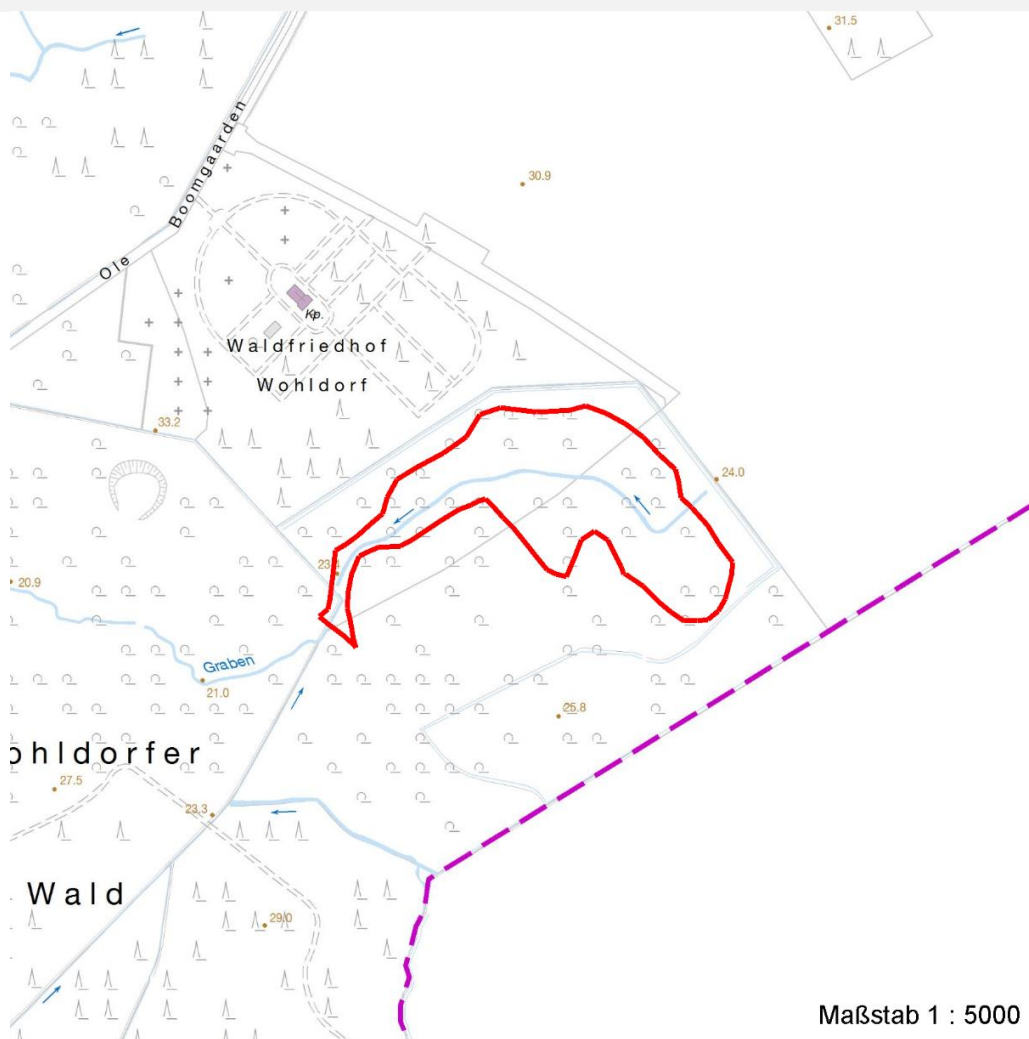 31.5
Boomgaarden
30.9
Ole
Kp.
Waldfriedhof
Wohldorf
33.2
24.0
20.9
Graben
21.0
25.8
ohldorfer
27.5
23.3
Wald
29.0
Maßstab 1 : 5000